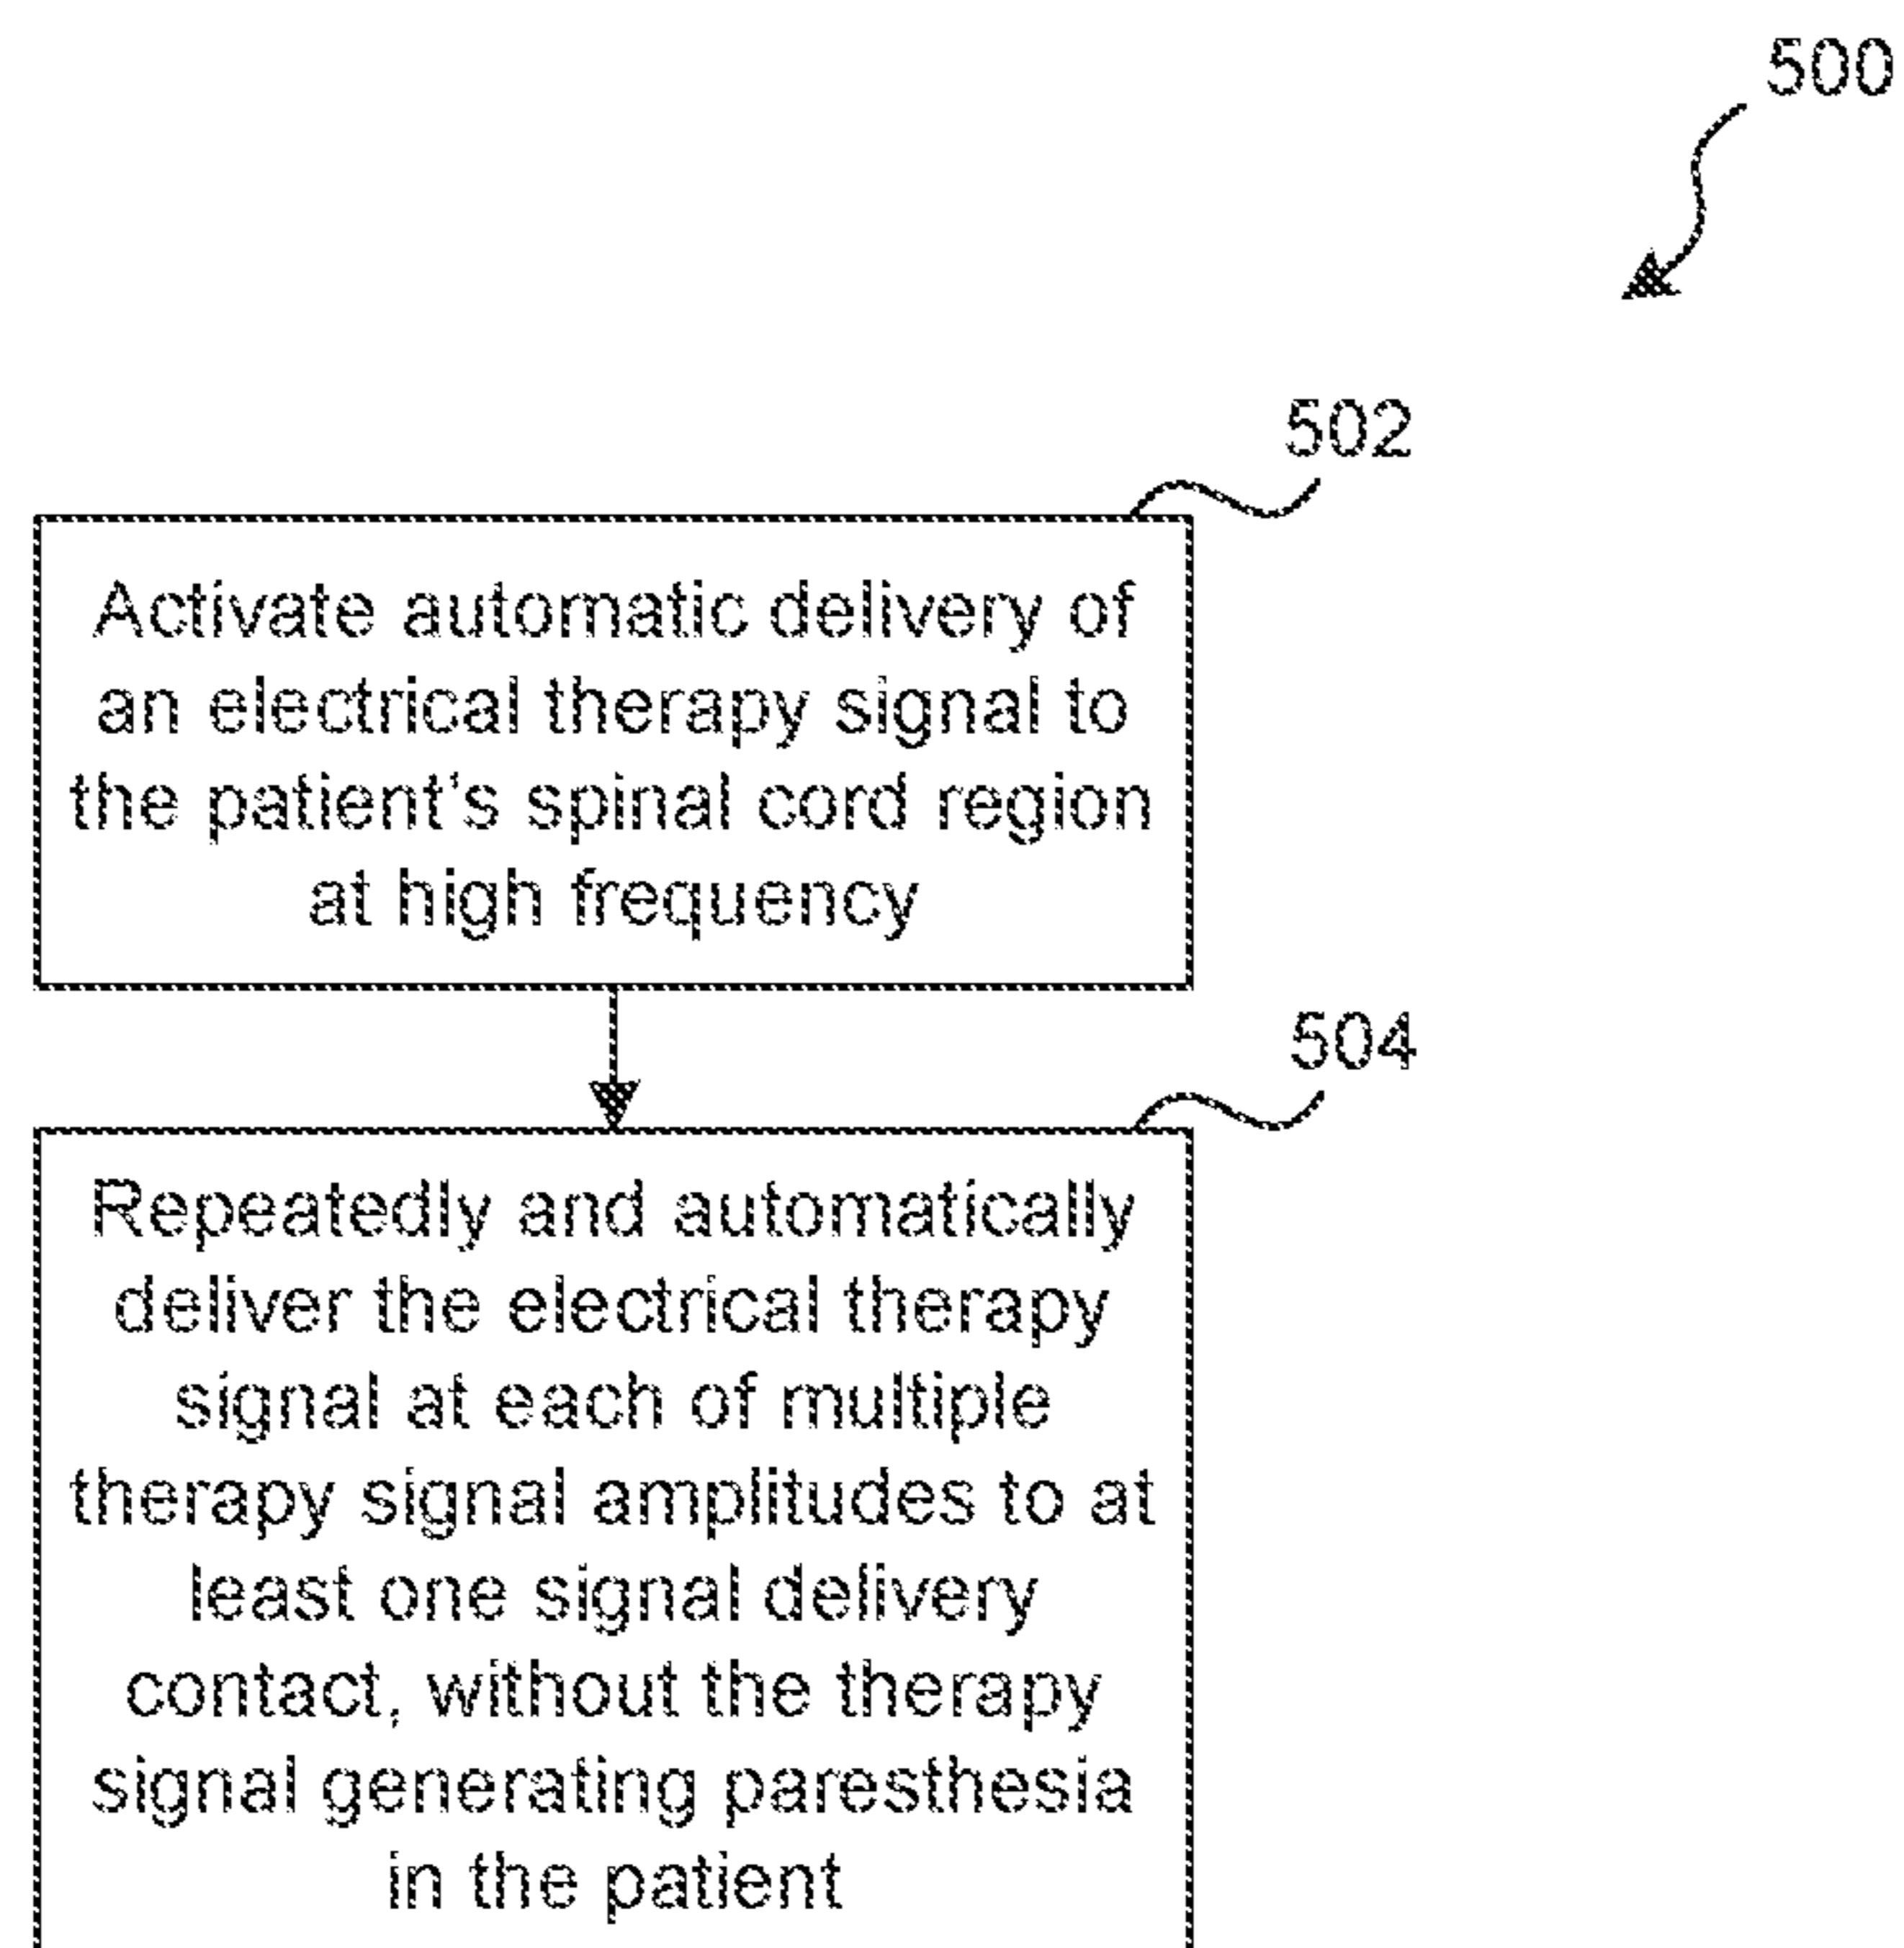 500
502
Activate automatic delivery of
an electrical therapy signal to
the patient's spinal cord region
at high frequency
504
Repeatedly and automatically
deliver the electrical therapy
signal at each of multiple
therapy signal amplitudes to at
least one signal delivery
contact, without the therapy
signal generating paresthesia
in the patient